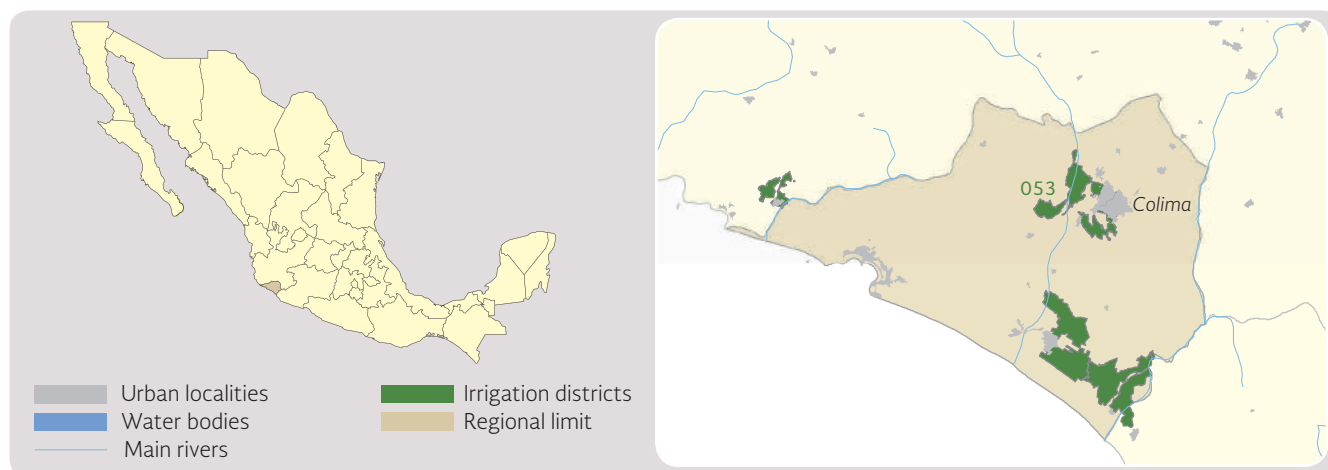 Urban localities
Water bodies
Main rivers
Irrigation districts
Regional limit
053
Colima